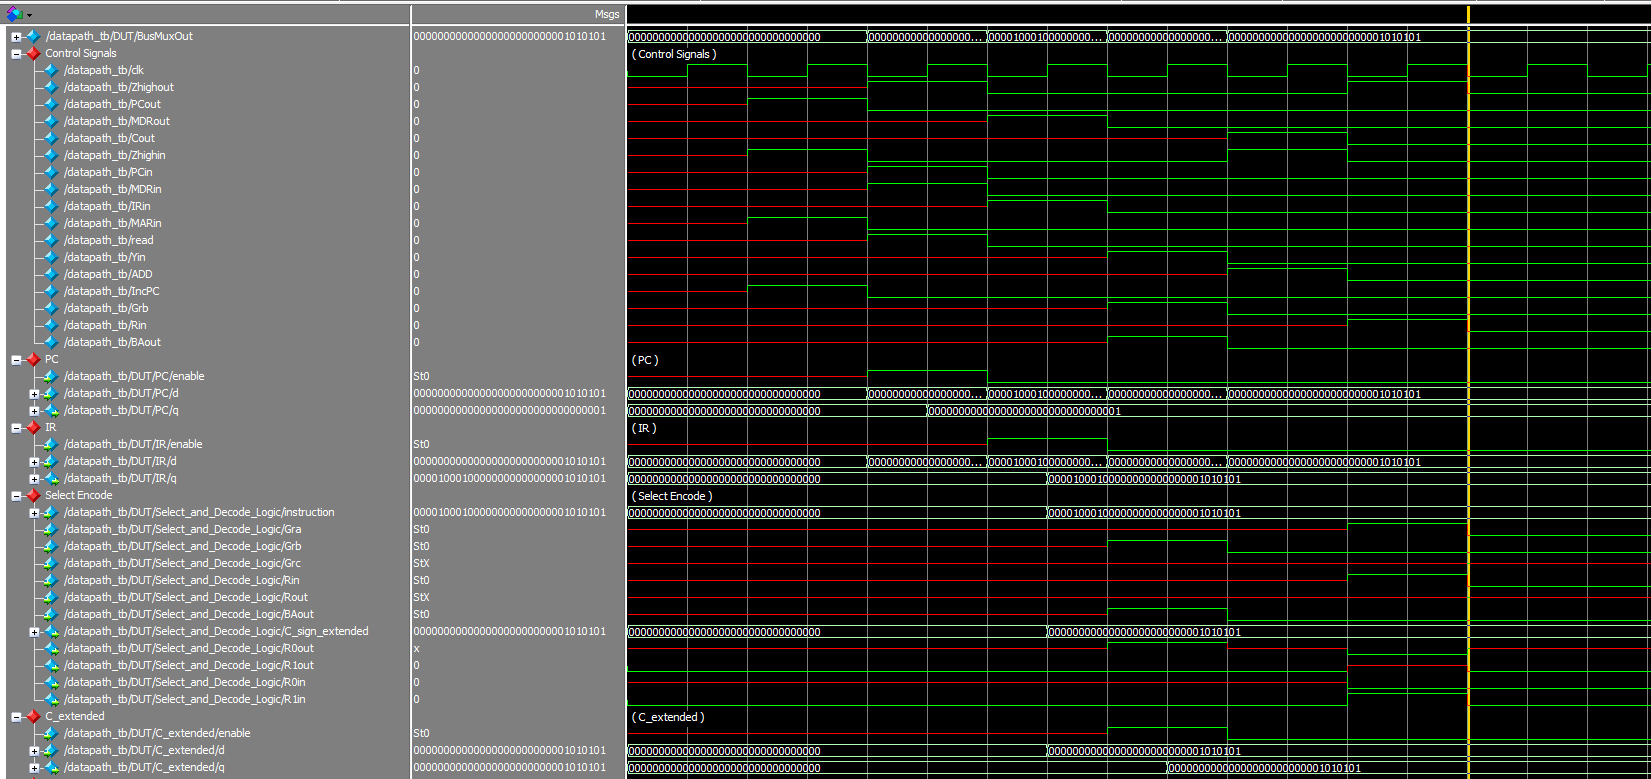 Msgs
/datapath_tb/DUT/BusMuxOut 00000000000000000000000001010101 00000000000000000000000000000000 00000000000000000... 00001000100000000... 00000000000000000... 00000000000000000000000001010101
Control Signals ( Control Signals )
/datapath_tb/clk 0
/datapath_tb/Zhighout 0
/datapath_tb/PCout 0
/datapath_tb/MDRout 0
/datapath_tb/Cout 0
/datapath_tb/Zhighin 0
/datapath_tb/PCin 0
/datapath_tb/MDRin 0
/datapath_tb/IRin 0
/datapath_tb/MARin 0
/datapath_tb/read 0
/datapath_tb/Yin 0
/datapath_tb/ADD 0
/datapath_tb/IncPC 0
/datapath_tb/Grb 0
/datapath_tb/Rin 0
/datapath_tb/BAout 0
PC ( PC )
/datapath_tb/DUT/PC/enable St0
/datapath_tb/DUT/PC/d 00000000000000000000000001010101 00000000000000000000000000000000 00000000000000000... 00001000100000000... 00000000000000000... 00000000000000000000000001010101
/datapath_tb/DUT/PC/q 00000000000000000000000000000001 00000000000000000000000000000000 00000000000000000000000000000001
IR ( IR )
/datapath_tb/DUT/IR/enable St0
/datapath_tb/DUT/IR/d 00000000000000000000000001010101 00000000000000000000000000000000 00000000000000000... 00001000100000000... 00000000000000000... 00000000000000000000000001010101
/datapath_tb/DUT/IR/q 00001000100000000000000001010101 00000000000000000000000000000000 00001000100000000000000001010101
Select Encode ( Select Encode )
/datapath_tb/DUT/Select_and_Decode_Logic/instruction 00001000100000000000000001010101 00000000000000000000000000000000 00001000100000000000000001010101
/datapath_tb/DUT/Select_and_Decode_Logic/Gra St0
/datapath_tb/DUT/Select_and_Decode_Logic/Grb St0
/datapath_tb/DUT/Select_and_Decode_Logic/Grc StX
/datapath_tb/DUT/Select_and_Decode_Logic/Rin St0
/datapath_tb/DUT/Select_and_Decode_Logic/Rout StX
/datapath_tb/DUT/Select_and_Decode_Logic/BAout St0
/datapath_tb/DUT/Select_and_Decode_Logic/C_sign_extended 00000000000000000000000001010101 00000000000000000000000000000000 00000000000000000000000001010101
/datapath_tb/DUT/Select_and_Decode_Logic/R0out x
/datapath_tb/DUT/Select_and_Decode_Logic/R1out 0
/datapath_tb/DUT/Select_and_Decode_Logic/R0in 0
/datapath_tb/DUT/Select_and_Decode_Logic/R1in 0
C_extended ( C_extended )
/datapath_tb/DUT/C_extended/enable St0
/datapath_tb/DUT/C_extended/d 00000000000000000000000001010101 00000000000000000000000000000000 00000000000000000000000001010101
/datapath_tb/DUT/C_extended/q 00000000000000000000000001010101 00000000000000000000000000000000 00000000000000000000000001010101